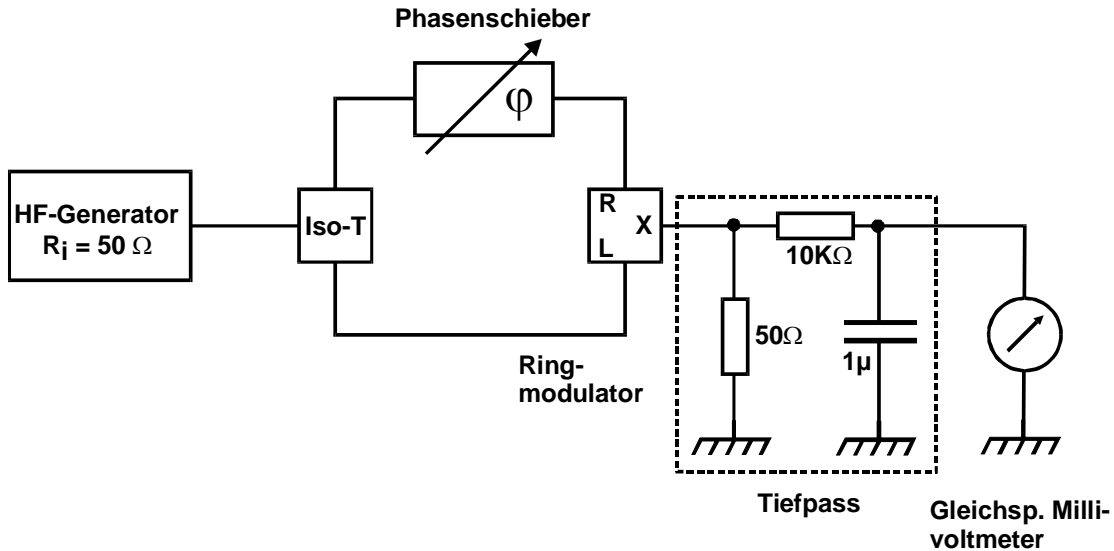 Phasenschieber
φ
HF-Generator
Ri = 50 Ω
Iso-T
R
X
L
10KΩ
50Ω
1µ
Ring-
modulator
Tiefpass
Gleichsp. Milli-
voltmeter